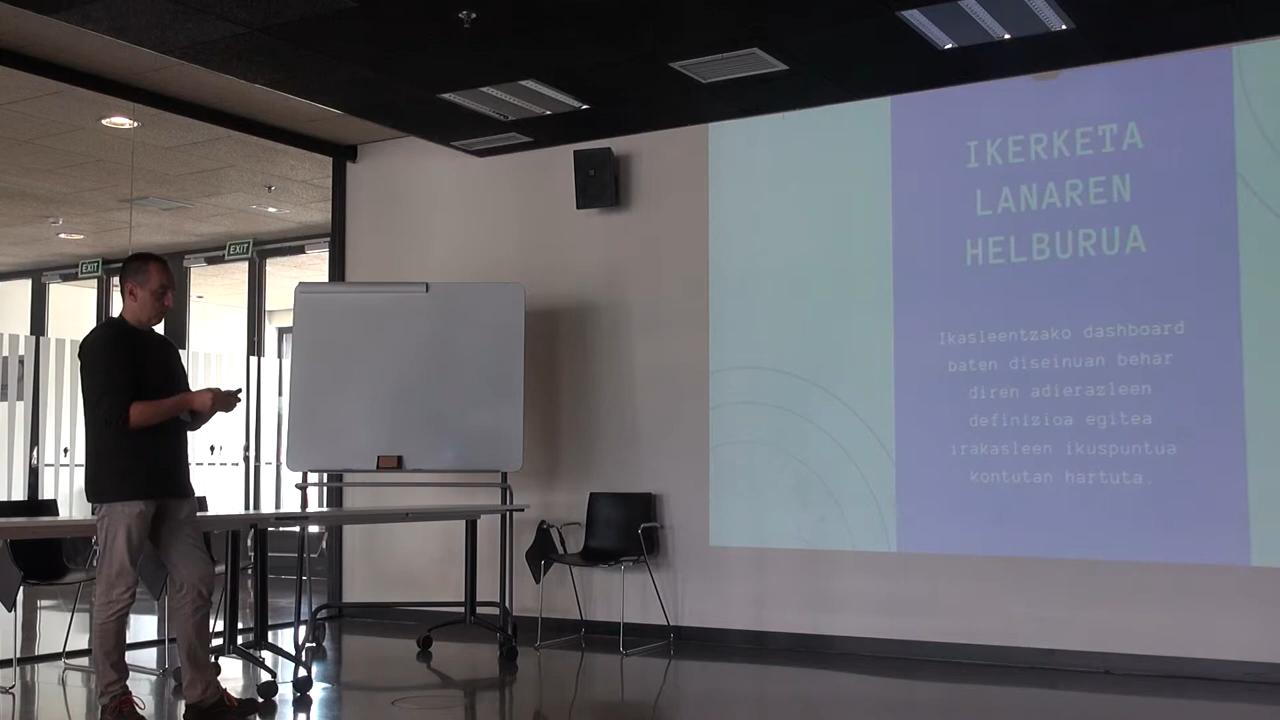 EXIT
EXIT
IKERKETA
LANAREN
HELBURUA
Ikasleentzako dashboard
baten diseinuan behar
diren adierazleen
definizioa egitea
irakasleen ikuspuntua
kontutan hartuta.